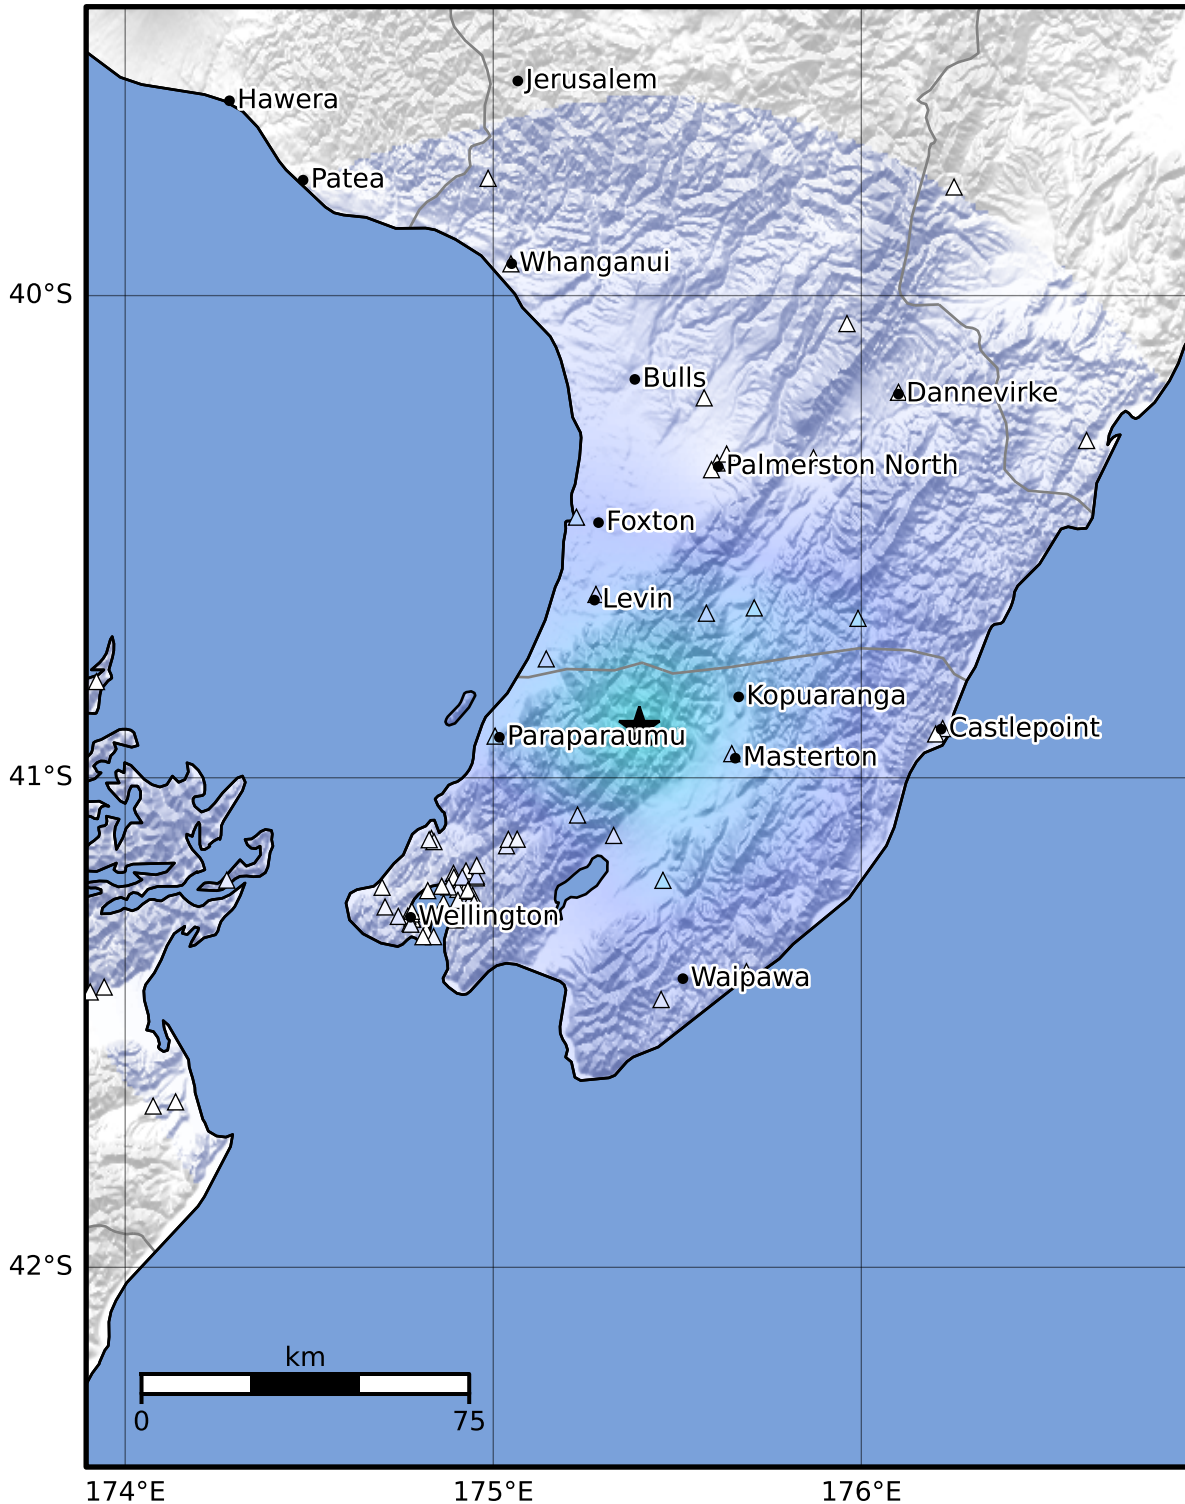 Jerusalem
Hawera
Patea
Whanganui
40°S
Bulls
Dannevirke
Palmerston North
Foxton
Levin
Kopuaranga
Castlepoint
Paraparaumu
Masterton
41°S
Wellington
Waipawa
42°S
km
0 75
174°E 175°E 176°E